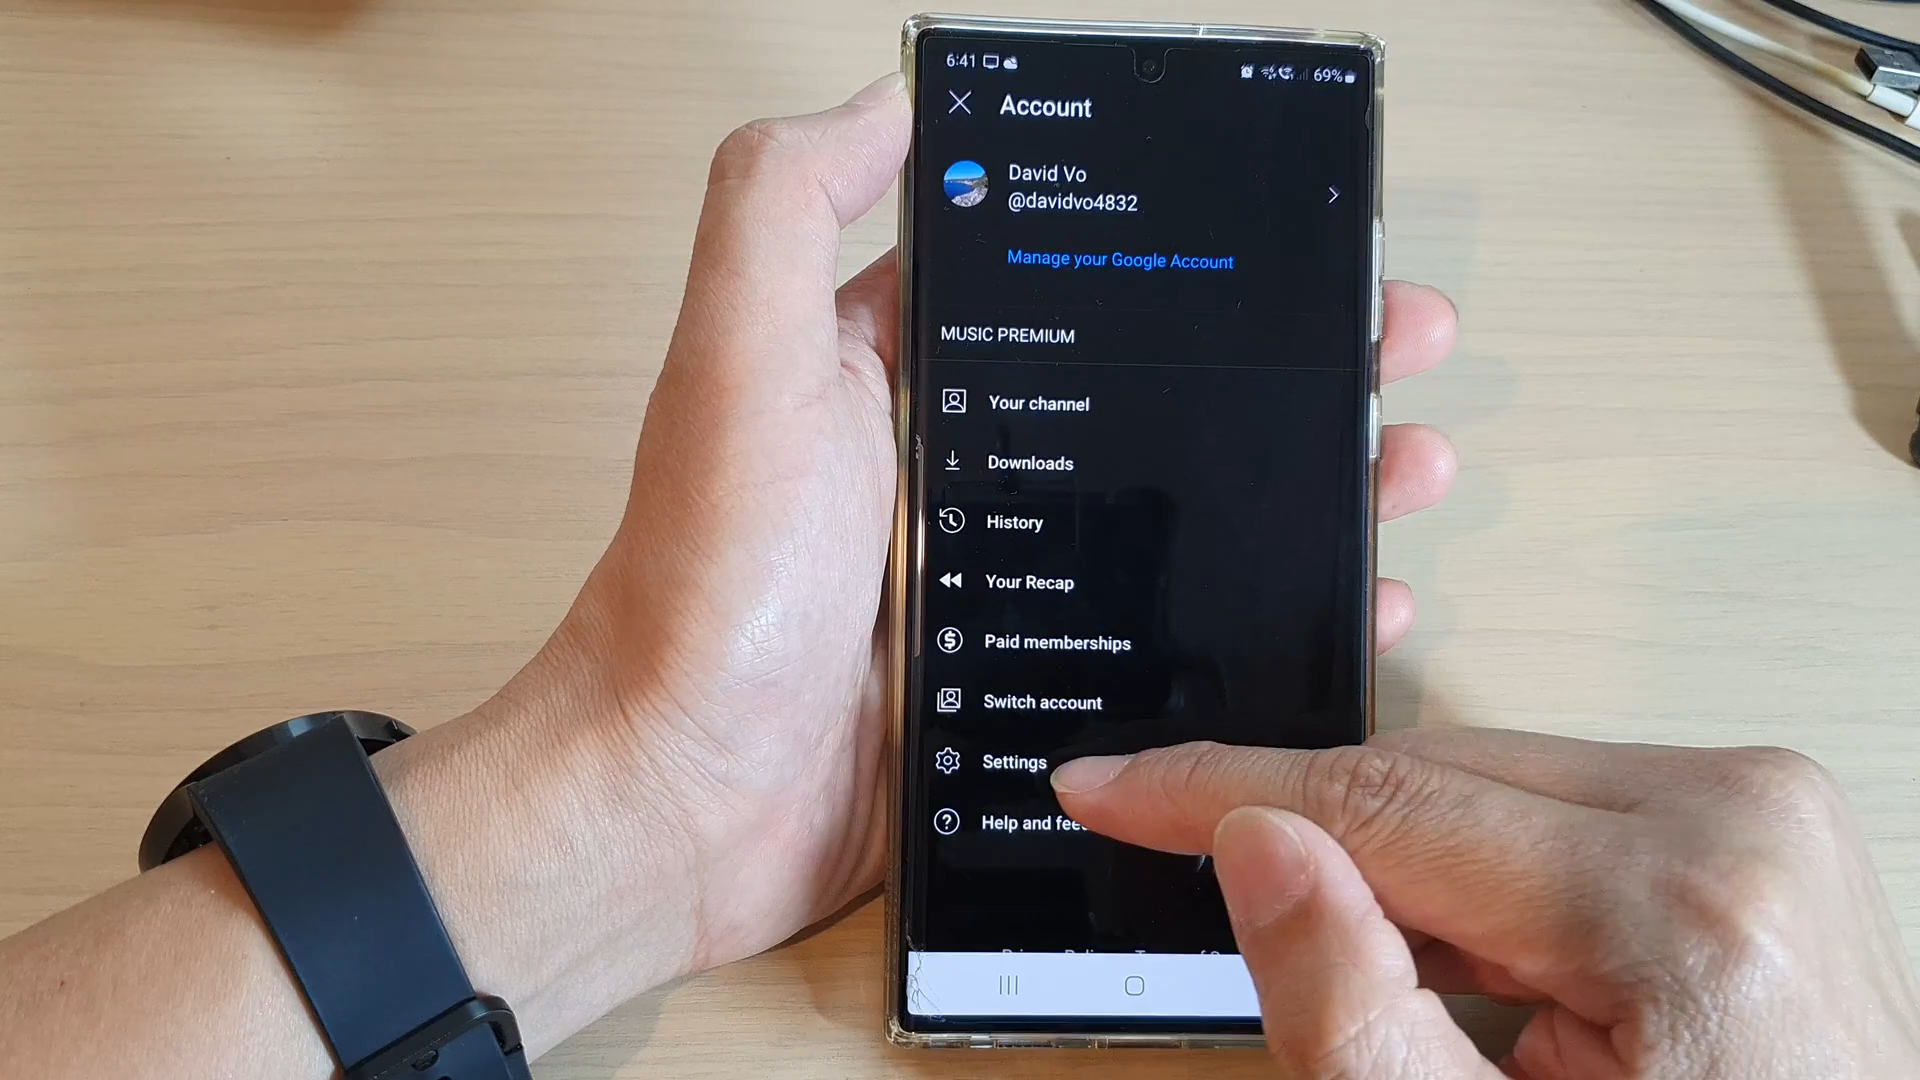 6:41 69%
Account
David Vo
@davidvo4832
Manage your Google Account
MUSIC PREMIUM
Your channel
Downloads
History
Your Recap
Paid memberships
Switch account
Settings
Help and